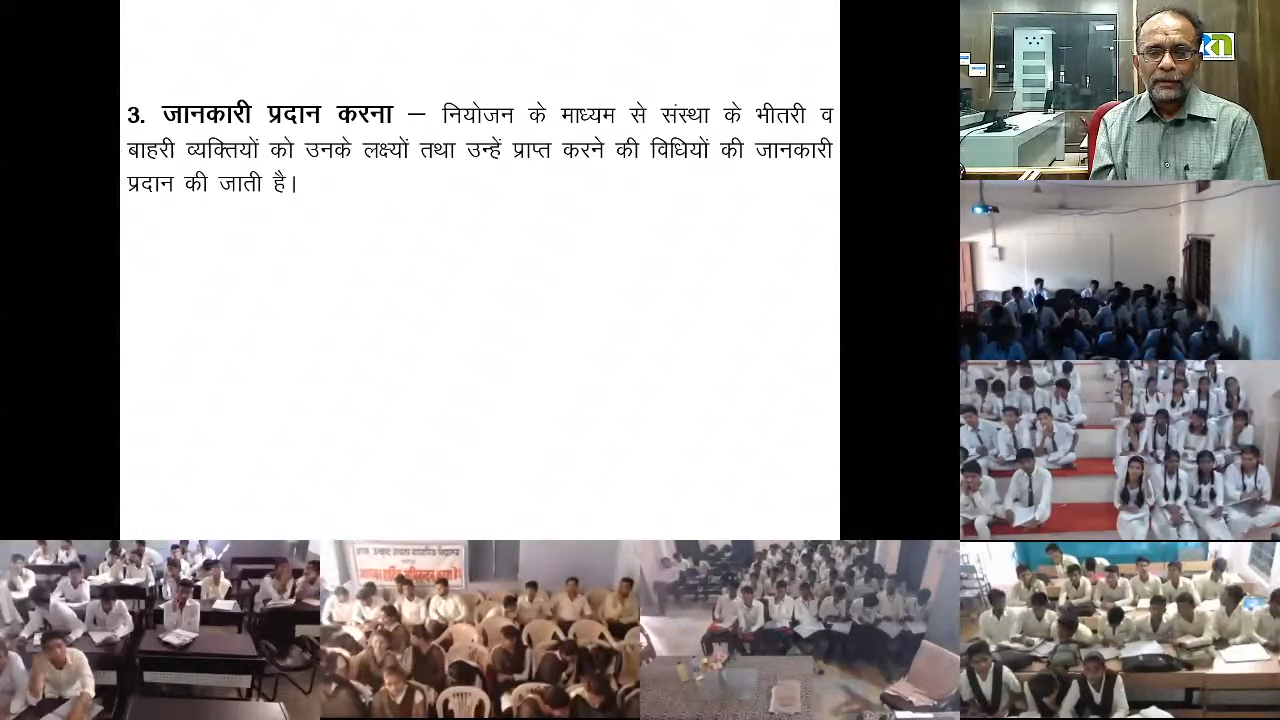 3. जानकारी प्रदान करना – नियोजन के माध्यम से संस्था के भीतरी व
बाहरी व्यक्तियों को उनके लक्ष्यों तथा उन्हें प्राप्त करने की विधियों की जानकारी
प्रदान की जाती है।